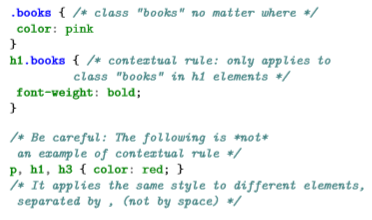 .books { /* class "books" no matter where */
color: pink
}
h1.books { /* contextual rule: only applies to
class "books" in h1 elements */
font-weight: bold;
}
/* Be careful: The following is *not*
an example of contextual rule */
p, h1, h3 { color: red; }
/* It applies the same style to different elements,
separated by , (not by space) */